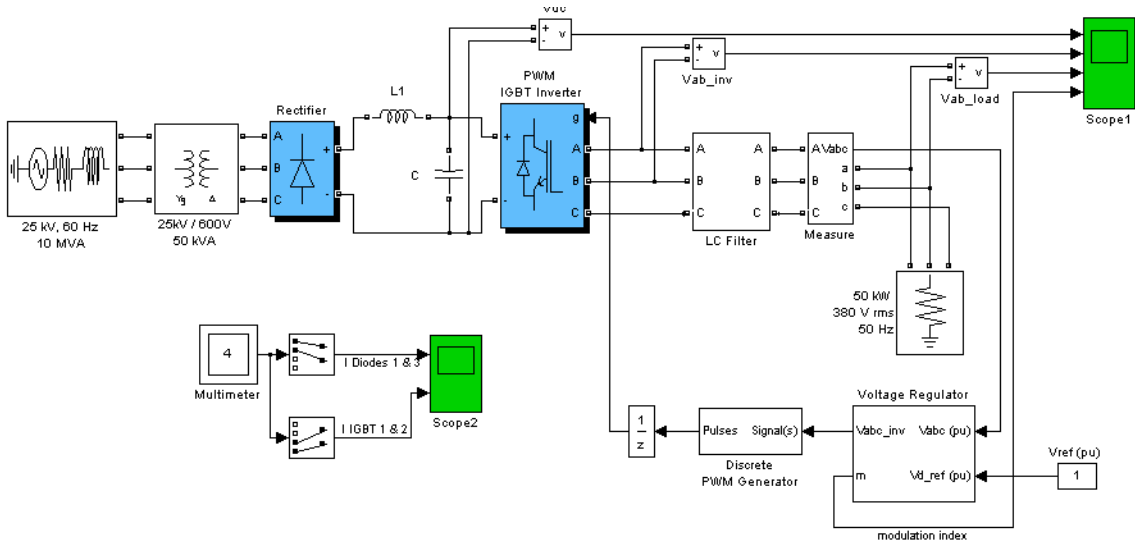 Vdc
+
-
v
+
-
v
Vab_inv
+
-
v
Vab_load
Scope1
PWM
IGBT Inverter
L1
Rectifier
A
B
C
+
-
C
+
-
g
A
B
C
A
B
C
A
B
C
LC Filter
A
B
C
Vabc
a
b
c
Measure
Yg
Δ
25 kV, 60 Hz
10 MVA
25kV / 600V
50 kVA
50 kW
380 V rms
50 Hz
4
Multimeter
I Diodes 1 & 3
I IGBT 1 & 2
Scope2
1
z
Pulses
Signal(s)
Discrete
PWM Generator
Voltage Regulator
Vabc_inv
Vabc (pu)
m
Vd_ref (pu)
Vref (pu)
1
modulation index